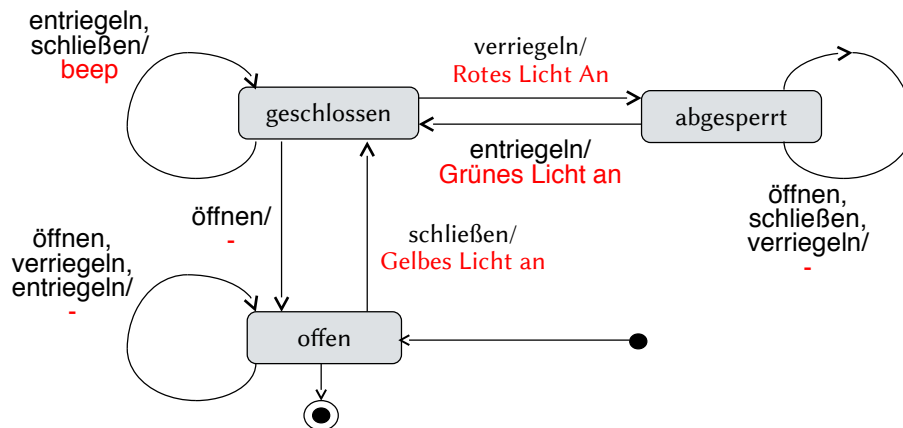 entriegeln,
schließen/
beep
geschlossen
verriegeln/
Rotes Licht An
abgesperrt
entriegeln/
Grünes Licht an
öffnen,
schließen,
verriegeln/
-
öffnen/
-
schließen/
Gelbes Licht an
öffnen,
verriegeln,
entriegeln/
-
offen